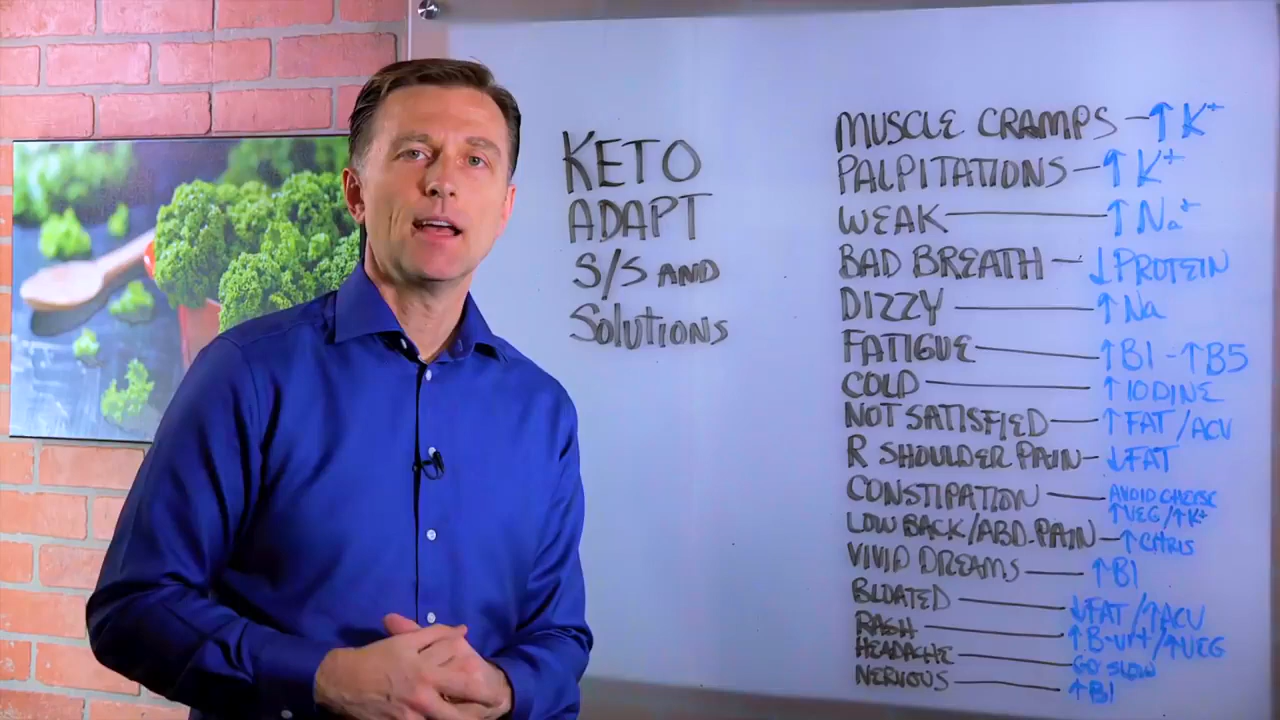 KETO
ADAPT
S/S AND
Solutions
MUSCLE CRAMPS - ↑ K+
PALPITATIONS - ↑ K+
WEAK - ↑ Na+
BAD BREATH - ↓ PROTEIN
DIZZY - ↑ Na
FATIGUE - ↑ B1 - ↑ B5
COLD - ↑ IODINE
NOT SATISFIED - ↑ FAT / ACV
R SHOULDER PAIN - ↓ FAT
CONSTIPATION - AVOID CHEESE
↑ VEG / ↑ K+
LOW BACK/ABD. PAIN - ↑ CITRIS
VIVID DREAMS - ↑ B1
BLOATED - ↓ FAT / ↑ ACV
RASH - ↑ B-VIT / ↑ VEG
HEADACHE - GO SLOW
NERVOUS - ↑ B1